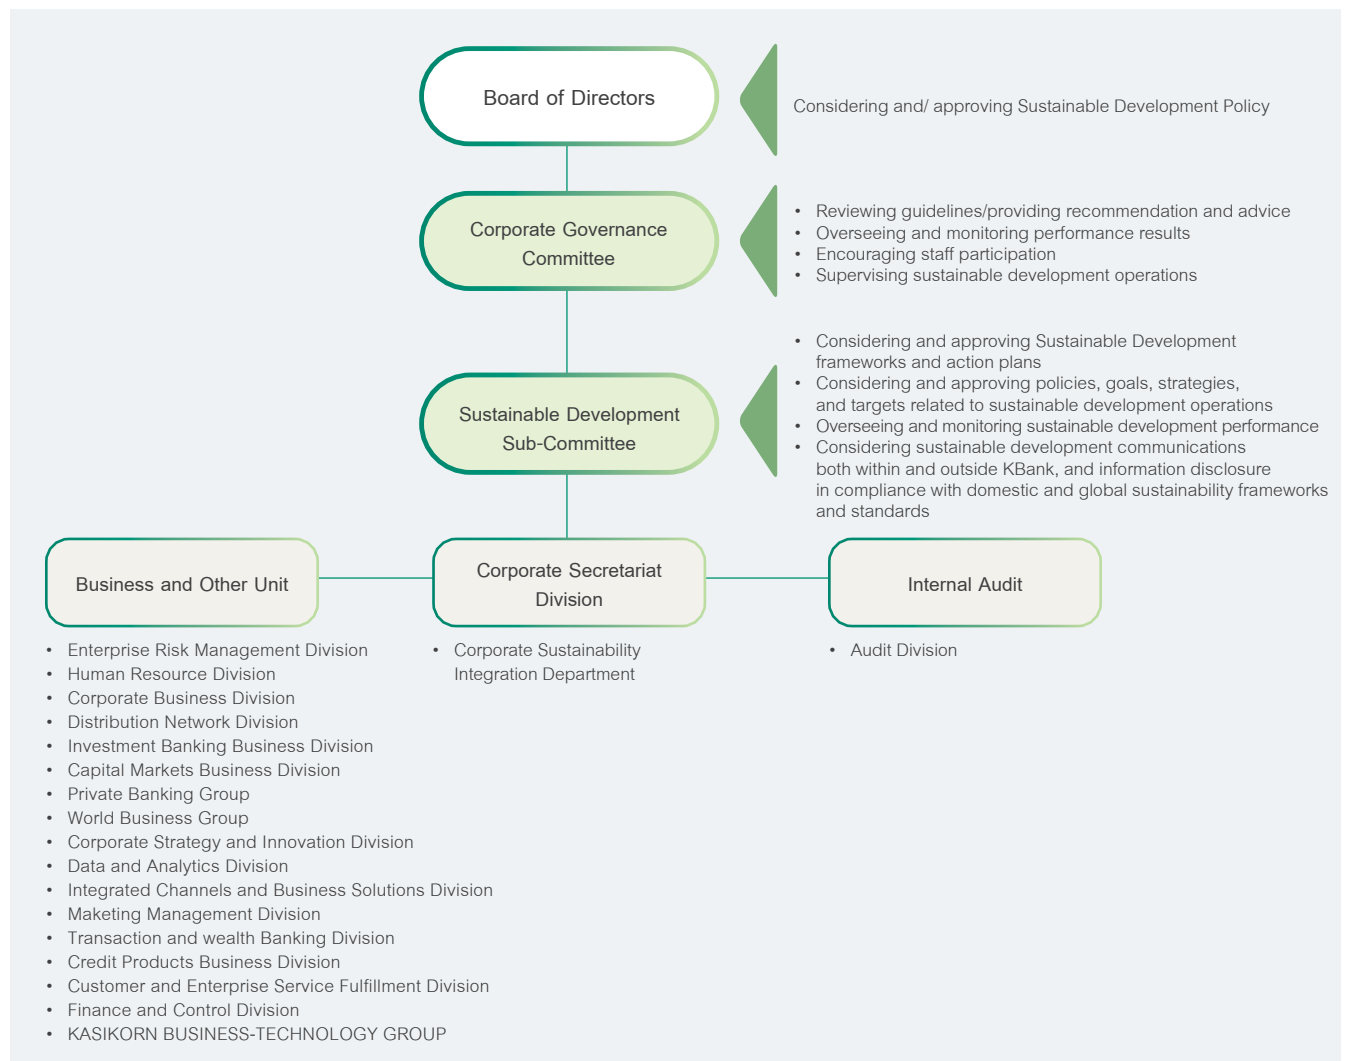 Board of Directors
Considering and/ approving Sustainable Development Policy
Corporate Governance
Committee
• Reviewing guidelines/providing recommendation and advice
• Overseeing and monitoring performance results
• Encouraging staff participation
• Supervising sustainable development operations
Sustainable Development
Sub-Committee
• Considering and approving Sustainable Development
frameworks and action plans
• Considering and approving policies, goals, strategies,
and targets related to sustainable development operations
• Overseeing and monitoring sustainable development performance
• Considering sustainable development communications
both within and outside KBank, and information disclosure
in compliance with domestic and global sustainability frameworks
and standards
Business and Other Unit
• Enterprise Risk Management Division
• Human Resource Division
• Corporate Business Division
• Distribution Network Division
• Investment Banking Business Division
• Capital Markets Business Division
• Private Banking Group
• World Business Group
• Corporate Strategy and Innovation Division
• Data and Analytics Division
• Integrated Channels and Business Solutions Division
• Maketing Management Division
• Transaction and wealth Banking Division
• Credit Products Business Division
• Customer and Enterprise Service Fulfillment Division
• Finance and Control Division
• KASIKORN BUSINESS-TECHNOLOGY GROUP
Corporate Secretariat
Division
• Corporate Sustainability
Integration Department
Internal Audit
• Audit Division